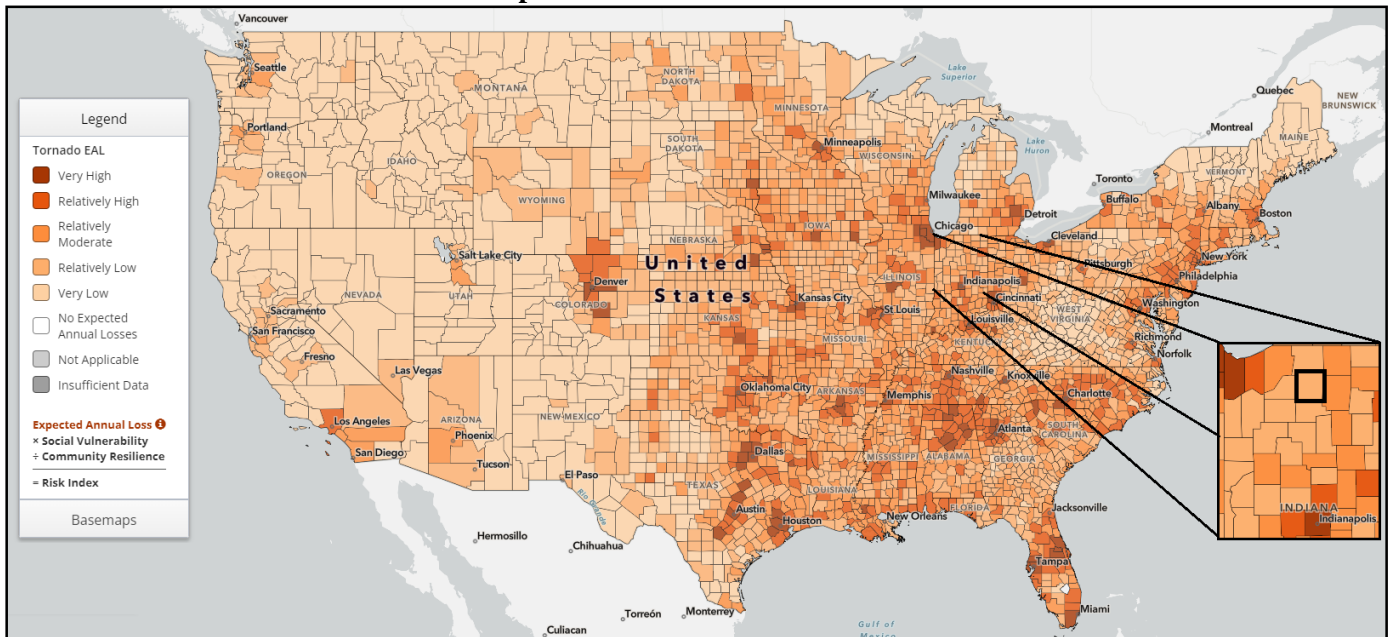 Vancouver
Seattle
Portland
OREGON
IDAHO
MONTANA
NORTH
DAKOTA
SOUTH
DAKOTA
MINNESOTA
Minneapolis
WISCONSIN
Lake
Superior
Lake
Huron
Quebec
NEW
BRUNSWICK
Montreal
MAINE
VERMONT
Toronto
Buffalo
Albany
Boston
Milwaukee
Detroit
Chicago
Cleveland
WYOMING
NEBRASKA
IOWA
United
States
Salt Lake City
NEVADA
UTAH
Denver
COLORADO
KANSAS
Kansas City
ILLINOIS
Indianapolis
Cincinnati
Pittsburgh
New York
Philadelphia
Washington
WEST
VIRGINIA
Richmond
Norfolk
Sacramento
San Francisco
Fresno
Las Vegas
St Louis
Louisville
MISSOURI
KENTUCKY
Nashville
Knoxville
Charlotte
Oklahoma City
ARKANSAS
Memphis
Los Angeles
San Diego
ARIZONA
Phoenix
Tucson
NEW MEXICO
El Paso
Rio Grande
Dallas
TEXAS
Austin
Houston
LOUISIANA
MISSISSIPPI
ALABAMA
Atlanta
GEORGIA
SOUTH
CAROLINA
New Orleans
FLORIDA
Jacksonville
Tampa
Miami
Hermosillo
Chihuahua
Torreón
Monterrey
Culiacan
Gulf of
Mexico
Legend
Tornado EAL
Very High
Relatively High
Relatively
Moderate
Relatively Low
Very Low
No Expected
Annual Losses
Not Applicable
Insufficient Data
Expected Annual Loss
× Social Vulnerability
÷ Community Resilience
= Risk Index
Basemaps
INDIANA
Indianapolis